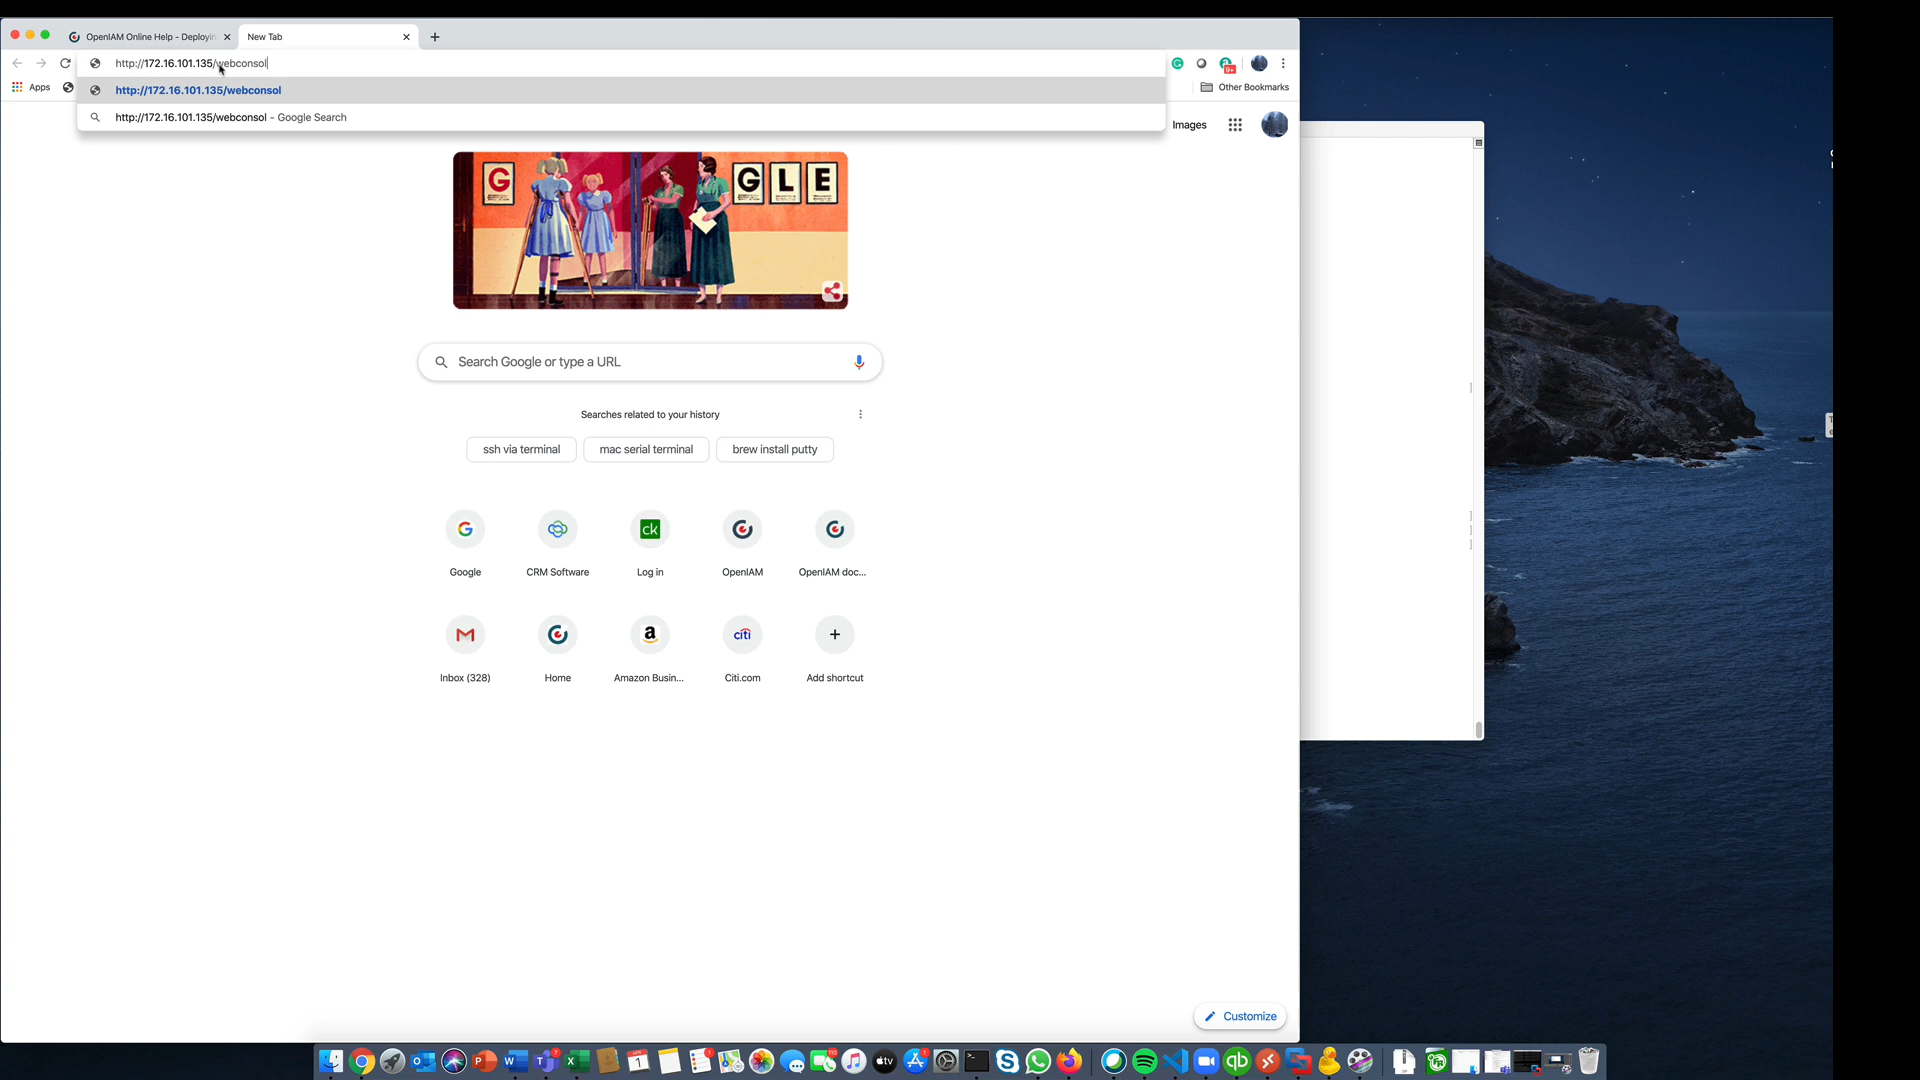 OpenIAM Online Help - Deployin
New Tab
http://172.16.101.135/webconsol
Apps
http://172.16.101.135/webconsol
Other Bookmarks
http://172.16.101.135/webconsol - Google Search
9+
Images
G GLE
Search Google or type a URL
Searches related to your history
ssh via terminal
mac serial terminal
brew install putty
ck
Google
CRM Software
Log in
OpenIAM
OpenIAM doc...
citi
Inbox (328)
Home
Amazon Busin...
Citi.com
Add shortcut
Customize